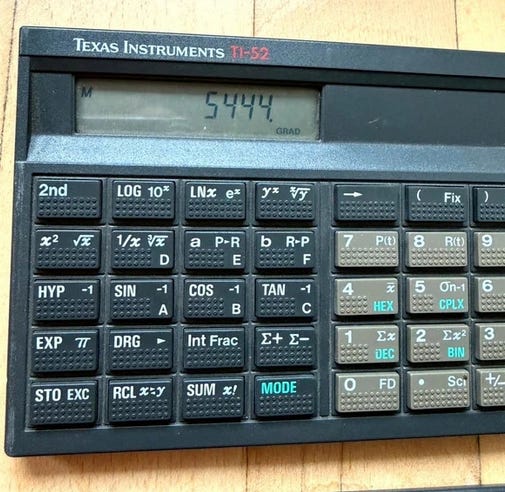 TEXAS INSTRUMENTS TI-52
M 5444. GRAD
2nd LOG 10ˣ LNx eˣ yˣ ˣ√y → ( Fix )
x² √x 1/x ³√x D a P▸R E b R▸P F 7 P(t) 8 R(t) 9
HYP -1 SIN -1 A COS -1 B TAN -1 C 4 x̄ HEX 5 σn-1 CPLX 6
EXP π DRG ▸ Int Frac Σ+ Σ− 1 Σx DEC 2 Σx² BIN 3
STO EXC RCL x:y SUM x! MODE 0 FD • Sci +/−